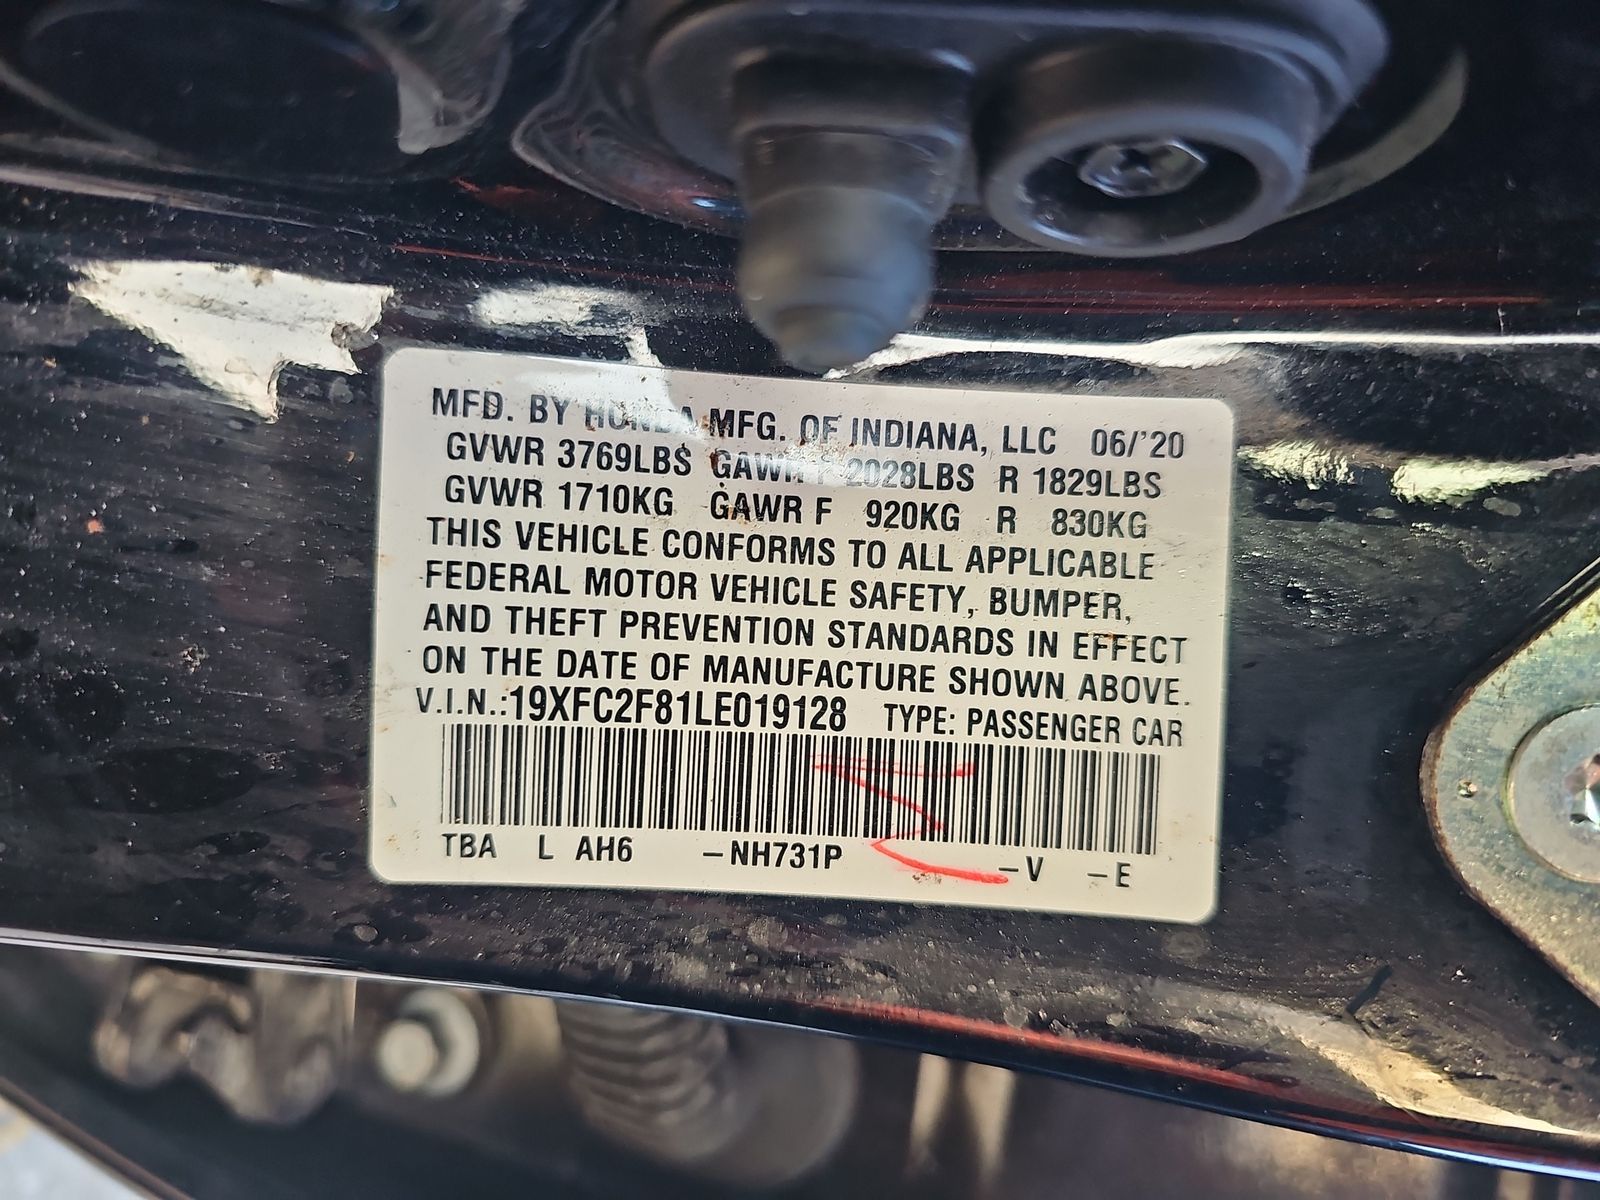 MFD. BY HONDA MFG. OF INDIANA, LLC 06/'20
GVWR 3769LBS GAWR F 2028LBS R 1829LBS
GVWR 1710KG GAWR F 920KG R 830KG
THIS VEHICLE CONFORMS TO ALL APPLICABLE
FEDERAL MOTOR VEHICLE SAFETY, BUMPER,
AND THEFT PREVENTION STANDARDS IN EFFECT
ON THE DATE OF MANUFACTURE SHOWN ABOVE.
V.I.N.:19XFC2F81LE019128 TYPE: PASSENGER CAR
TBA L AH6 –NH731P –V –E